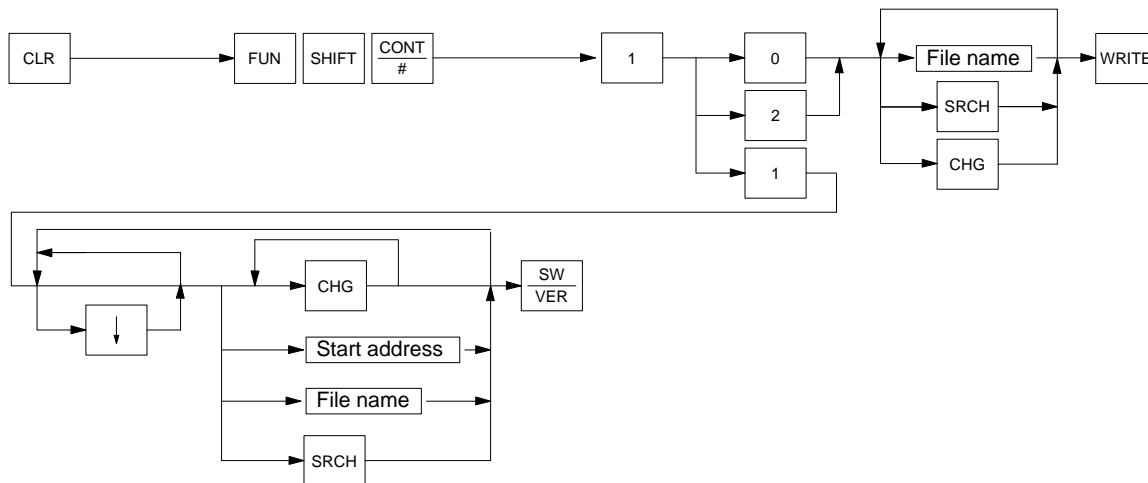 CLR
FUN
SHIFT
CONT
#
1
0
File name
WRITE
2
SRCH
1
CHG
CHG
SW
VER
Start address
File name
SRCH